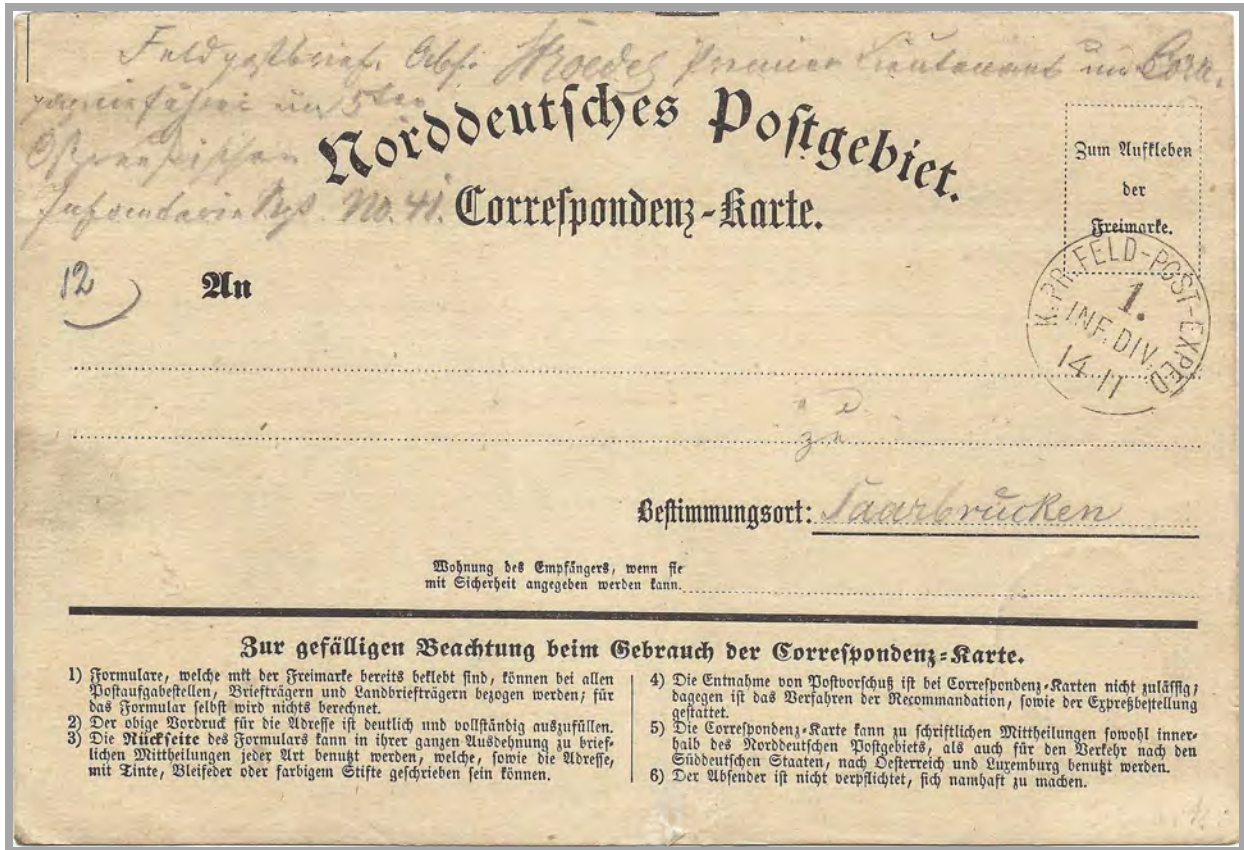 Feldpostbrief. Abs. Premier Lieutenant und Com-
pagnieführer im 5ten
Ostpreussischen
Infanterie Rgt. No. 41.
Norddeutsches Postgebiet.
Correspondenz-Karte.
Zum Aufkleben
der
Freimarke.
K. PR. FELD-POST-EXPED
1.
INF. DIV.
14 11
12
An
zu
Bestimmungsort: Saarbrücken
Wohnung des Empfängers, wenn sie
mit Sicherheit angegeben werden kann.
Zur gefälligen Beachtung beim Gebrauch der Correspondenz-Karte.
1) Formulare, welche mit der Freimarke bereits beklebt sind, können bei allen
Postaufgabestellen, Briefträgern und Landbriefträgern bezogen werden; für
das Formular selbst wird nichts berechnet.
2) Der obige Vordruck für die Adresse ist deutlich und vollständig auszufüllen.
3) Die Rückseite des Formulars kann in ihrer ganzen Ausdehnung zu brief-
lichen Mittheilungen jeder Art benutzt werden, welche, sowie die Adresse,
mit Tinte, Bleifeder oder farbigem Stifte geschrieben sein können.
4) Die Entnahme von Postvorschuß ist bei Correspondenz-Karten nicht zulässig;
dagegen ist das Verfahren der Recommandation, sowie der Expreßbestellung
gestattet.
5) Die Correspondenz-Karte kann zu schriftlichen Mittheilungen sowohl inner-
halb des Norddeutschen Postgebiets, als auch für den Verkehr nach den
Süddeutschen Staaten, nach Oesterreich und Luxemburg benutzt werden.
6) Der Absender ist nicht verpflichtet, sich namhaft zu machen.